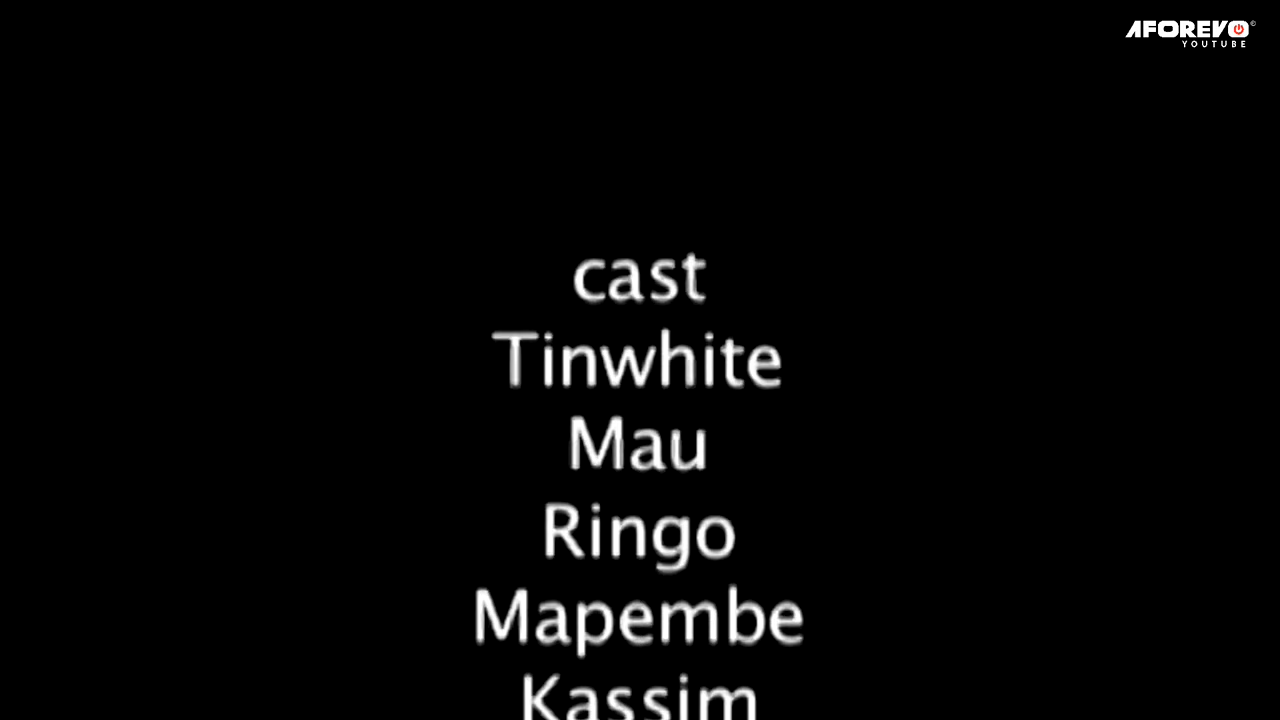 AFOREVO
YOUTUBE
cast
Tinwhite
Mau
Ringo
Mapembe
Kassim